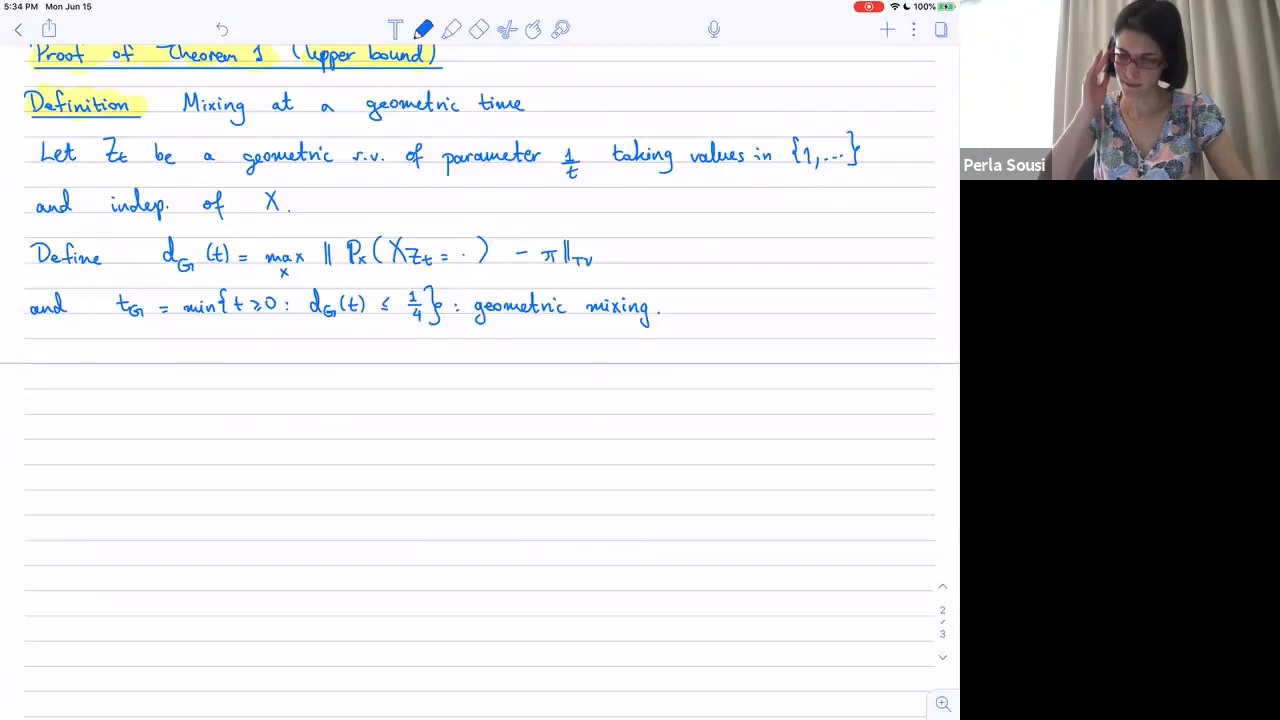 5:34 PM Mon Jun 15
100%
Proof of Theorem 1 (Upper bound)
Definition Mixing at a geometric time
Let Z_t be a geometric r.v. of parameter 1/t taking values in {1,...}
and indep. of X.
Define d_G(t) = max_x ‖ P_x( X_{Z_t} = · ) - π‖_TV
and t_G = min{t ≥ 0 : d_G(t) ≤ 1/4} : geometric mixing.
Perla Sousi
2/3